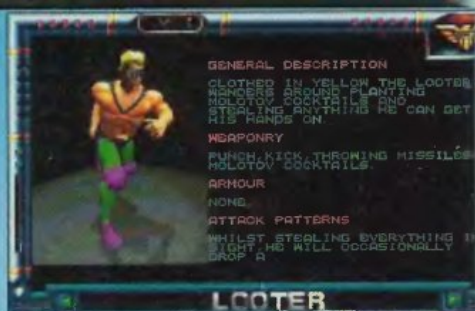 GENERAL DESCRIPTION
CLOTHED IN YELLOW THE LOOTER
WANDERS AROUND PLANTING
MOLOTOV COCKTAILS AND
STEALING ANYTHING HE CAN GET
HIS HANDS ON.
WEAPONRY
PUNCH,KICK,THROWING MISSILES
MOLOTOV COCKTAILS.
ARMOUR
NONE.
ATTACK PATTERNS
WHILST STEALING EVERYTHING I
SIGHT,HE WILL OCCASIONALLY
DROP A
LOOTER